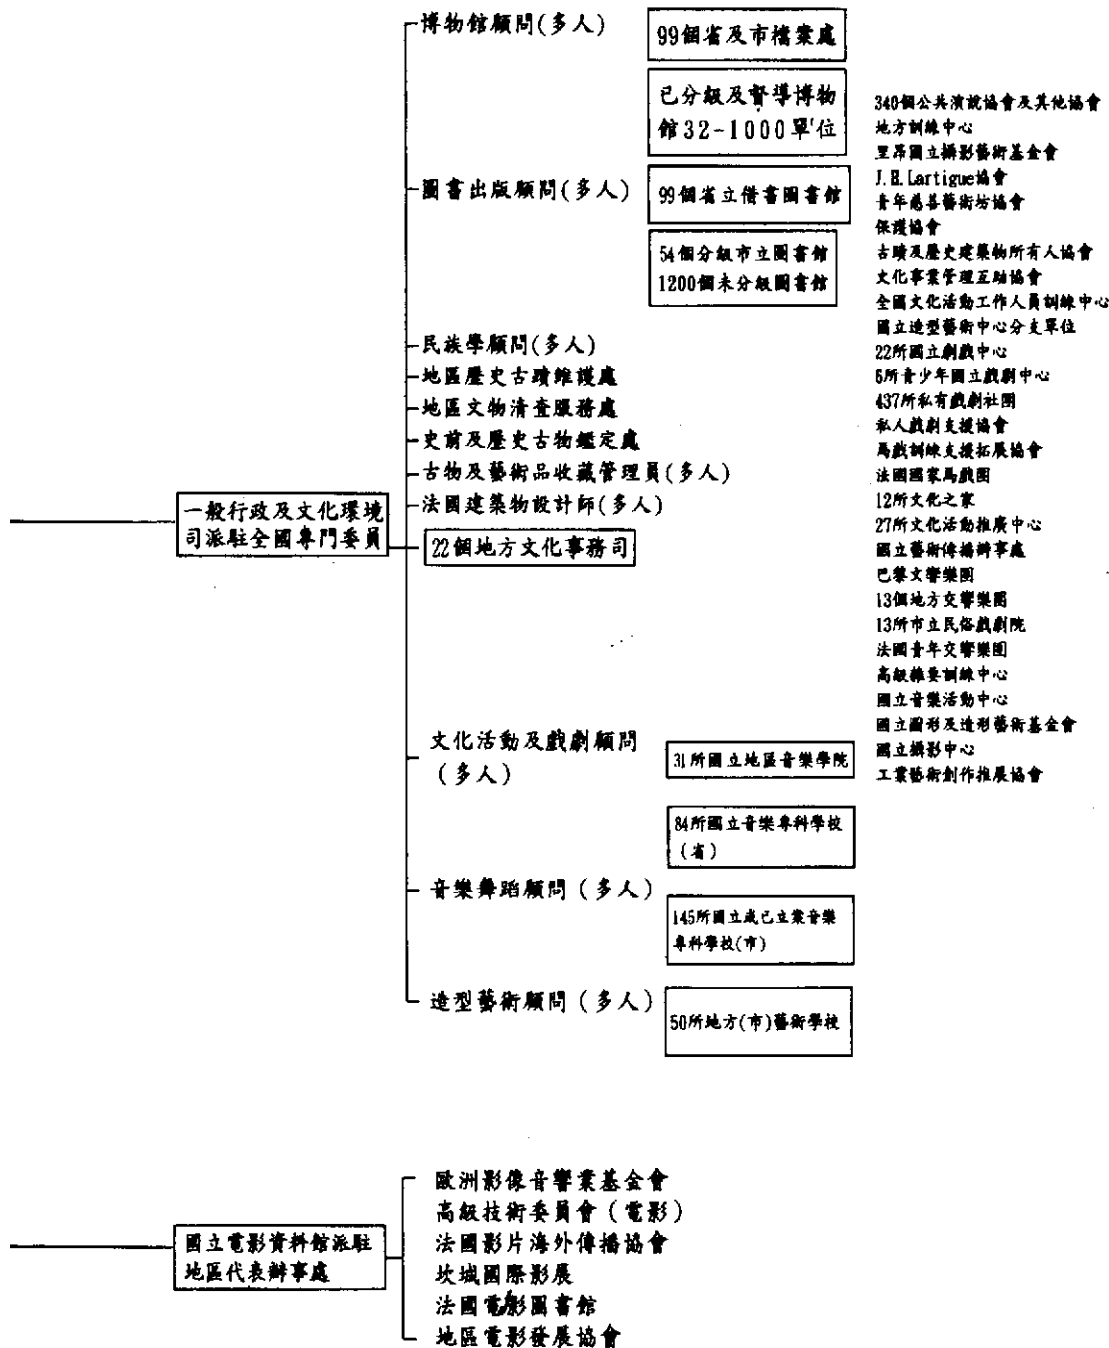 博物館顧問(多人)
99個省及市檔案處
已分級及督導博物
館32-1000單位
圖書出版顧問(多人)
99個省立借書圖書館
54個分級市立圖書館
1200個未分級圖書館
民族學顧問(多人)
地區歷史古蹟維護處
地區文物清查服務處
史前及歷史古物鑑定處
古物及藝術品收藏管理員(多人)
法國建築物設計師(多人)
一般行政及文化環境
司派駐全國專門委員
22個地方文化事務司
文化活動及戲劇顧問
(多人)
31所國立地區音樂學院
84所國立音樂專科學校
(省)
音樂舞蹈顧問(多人)
145所國立或已立案音樂
專科學校(市)
造型藝術顧問(多人)
50所地方(市)藝術學校
340個公共演說協會及其他協會
地方訓練中心
里昂國立攝影藝術基金會
J.H.Lartigue協會
青年慈善藝術坊協會
保護協會
古蹟及歷史建築物所有人協會
文化事業管理互助協會
全國文化活動工作人員訓練中心
國立造型藝術中心分支單位
22所國立劇戲中心
6所青少年國立戲劇中心
437所私有戲劇社團
私人戲劇支援協會
馬戲訓練支援拓展協會
法國國家馬戲團
12所文化之家
27所文化活動推廣中心
國立藝術傳播辦事處
巴黎文響樂團
13個地方交響樂團
13所市立民俗戲劇院
法國青年交響樂團
高級雜耍訓練中心
國立音樂活動中心
國立圖形及造形藝術基金會
國立攝影中心
工業藝術創作推展協會
國立電影資料館派駐
地區代表辦事處
歐洲影像音響業基金會
高級技術委員會(電影)
法國影片海外傳播協會
坎城國際影展
法國電影圖書館
地區電影發展協會